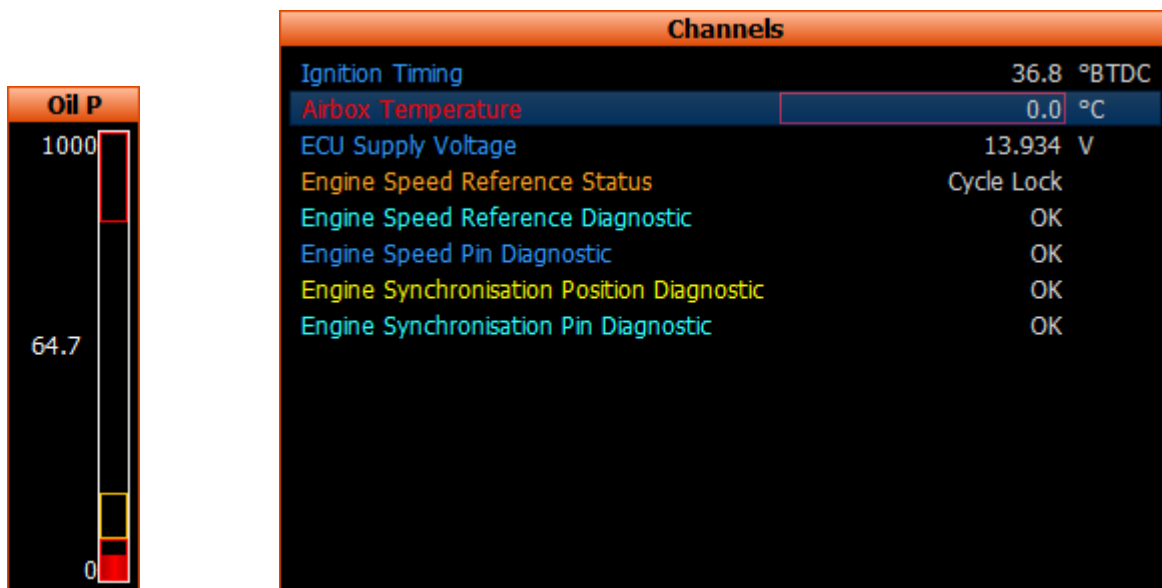 Oil P
1000
64.7
0
Channels
Ignition Timing 36.8 °BTDC
Airbox Temperature 0.0 °C
ECU Supply Voltage 13.934 V
Engine Speed Reference Status Cycle Lock
Engine Speed Reference Diagnostic OK
Engine Speed Pin Diagnostic OK
Engine Synchronisation Position Diagnostic OK
Engine Synchronisation Pin Diagnostic OK